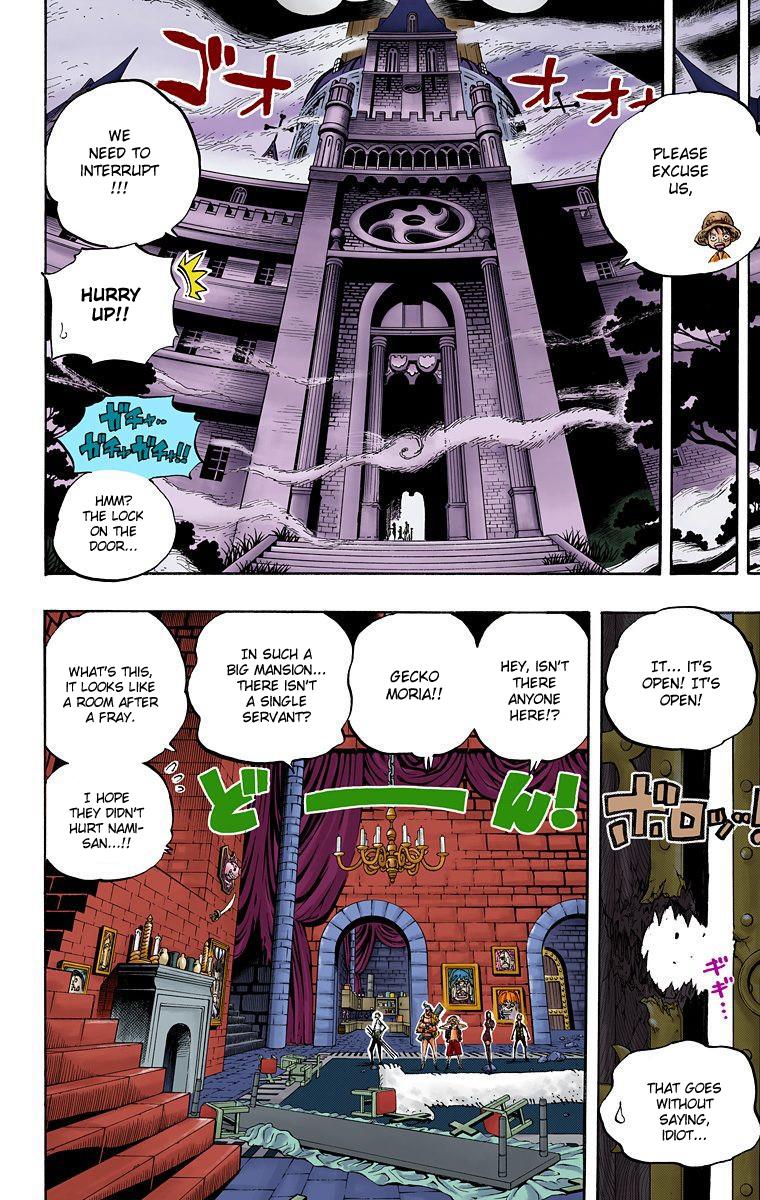 PLEASE
EXCUSE
US,
WE
NEED TO
INTERRUPT
!!!
ゴオ
オオオ
HURRY
UP!!
ガチャ..
ガチャガチャ!!
HMM?
THE LOCK
ON THE
DOOR...
IT... IT'S
OPEN! IT'S
OPEN!
ボロッ..!
ギギ...
THAT GOES
WITHOUT
SAYING,
IDIOT...
HEY, ISN'T
THERE
ANYONE
HERE!?
GECKO
MORIA!!
IN SUCH A
BIG MANSION...
THERE ISN'T
A SINGLE
SERVANT?
WHAT'S THIS,
IT LOOKS LIKE
A ROOM AFTER
A FRAY.
I HOPE
THEY DIDN'T
HURT NAMI-
SAN...!!
どーん!